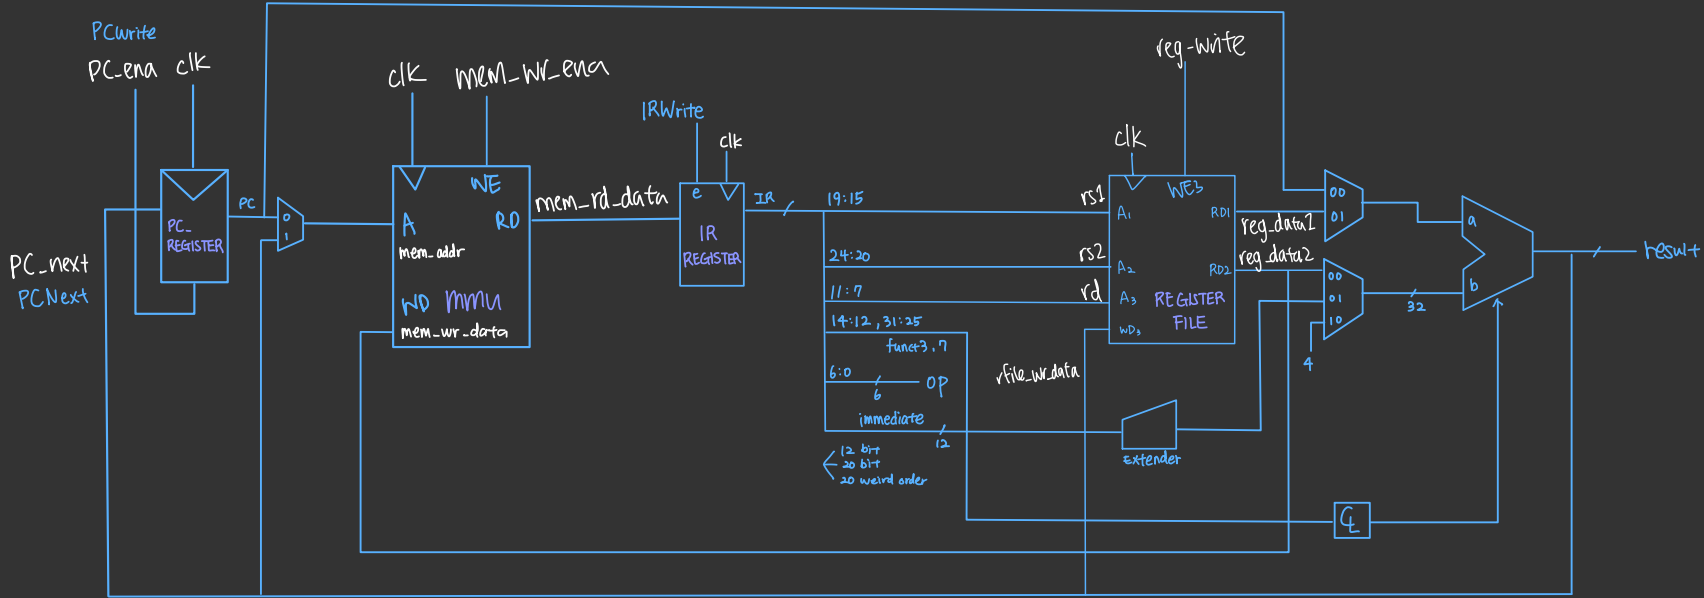 PCWrite
PC_ena
clk
PC
PC_
REGISTER
PC_next
PCNext
0
1
clk
mem_wr_ena
WE
A
RD
mem_addr
WD
mmu
mem_wr_data
mem_rd_data
IRWrite
clk
e
IR
REGISTER
IR
19:15
24:20
11:7
14:12, 31:25
funct3,7
6:0
6
OP
immediate
12
12 bit
20 bit
20 weird order
reg-write
clk
WE3
rs1
A1
RD1
reg_data2
rs2
A2
RD2
reg_data2
rd
A3
REGISTER
FILE
WD3
rfile_wr_data
Extender
00
01
00
01
10
4
32
a
b
result
CL